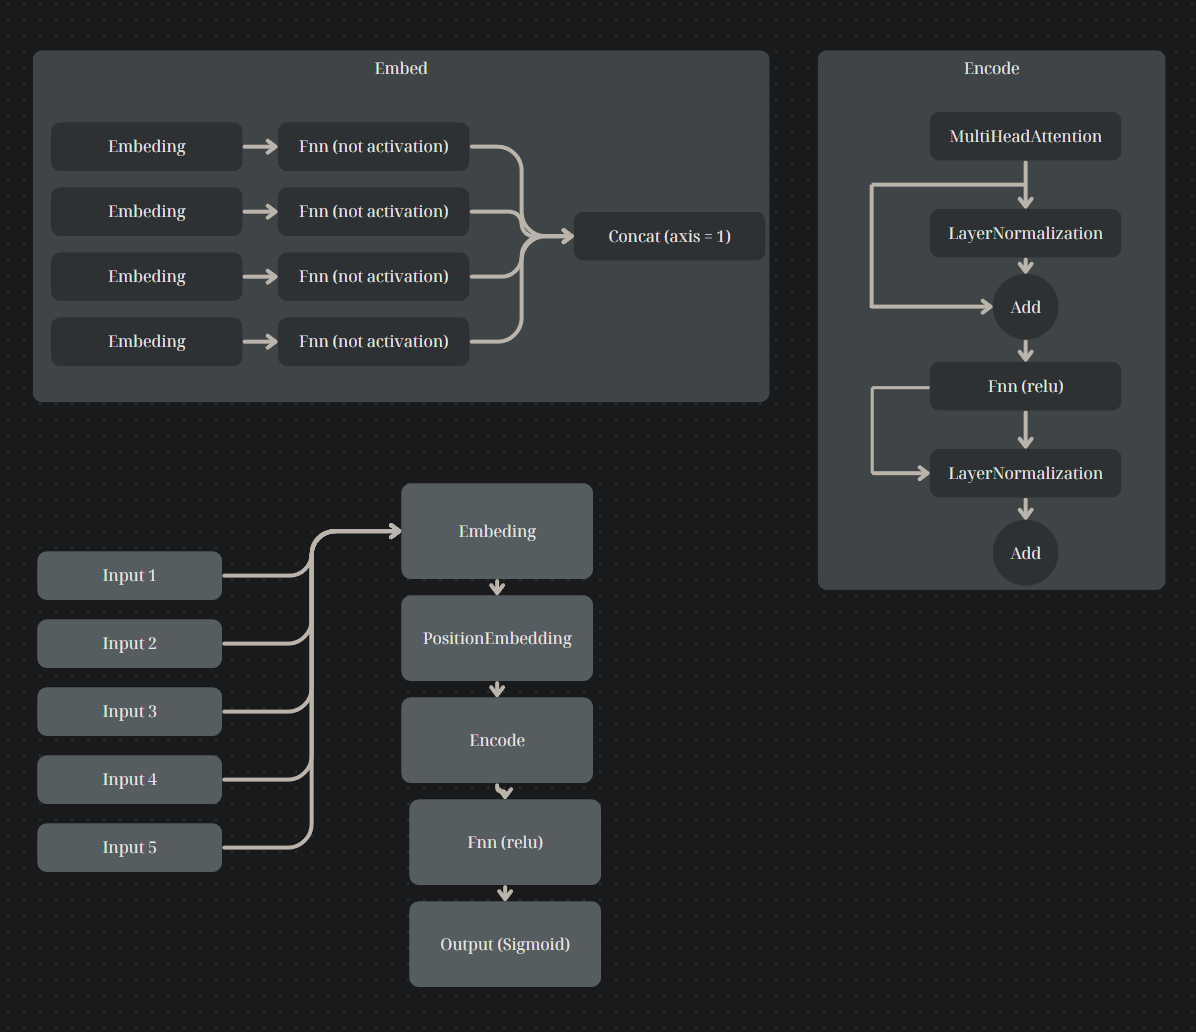 Embed
Embeding
Fnn (not activation)
Embeding
Fnn (not activation)
Embeding
Fnn (not activation)
Embeding
Fnn (not activation)
Concat (axis = 1)
Encode
MultiHeadAttention
LayerNormalization
Add
Fnn (relu)
LayerNormalization
Add
Input 1
Input 2
Input 3
Input 4
Input 5
Embeding
PositionEmbedding
Encode
Fnn (relu)
Output (Sigmoid)